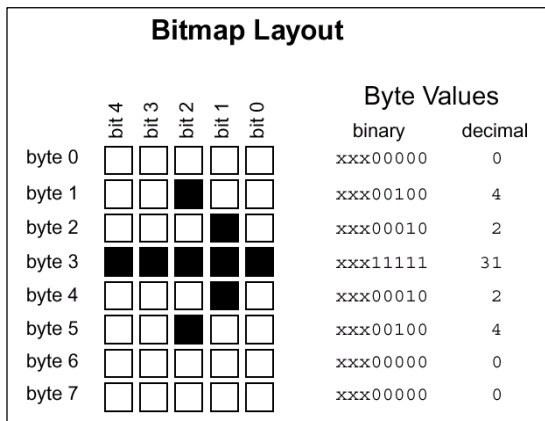 Bitmap Layout
Byte Values
bit 4 bit 3 bit 2 bit 1 bit 0 binary decimal
byte 0 xxx00000 0
byte 1 xxx00100 4
byte 2 xxx00010 2
byte 3 xxx11111 31
byte 4 xxx00010 2
byte 5 xxx00100 4
byte 6 xxx00000 0
byte 7 xxx00000 0